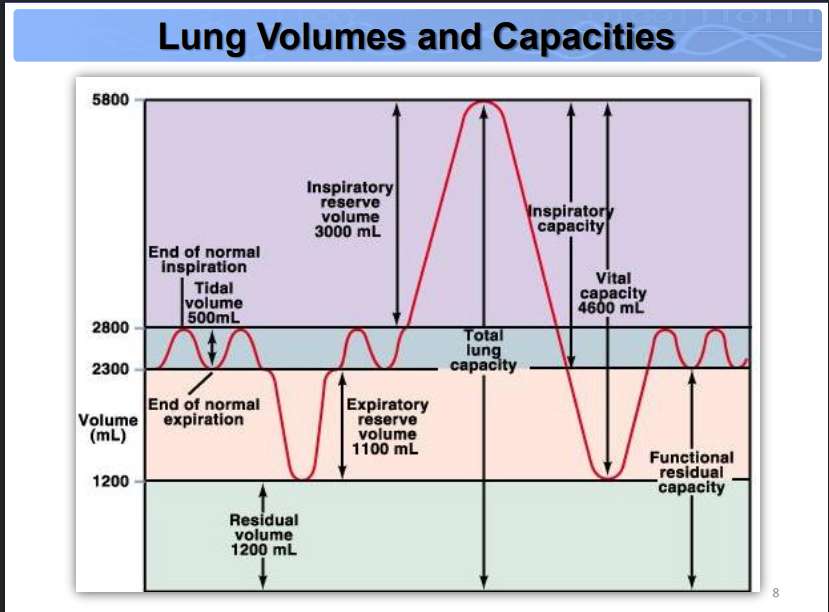 Lung Volumes and Capacities
5800
Inspiratory
reserve
volume
3000 mL
Inspiratory
capacity
End of normal
inspiration
Tidal
volume
500mL
Vital
capacity
4600 mL
2800
Total
lung
capacity
2300
End of normal
expiration
Volume
(mL)
Expiratory
reserve
volume
1100 mL
Functional
residual
capacity
1200
Residual
volume
1200 mL
8